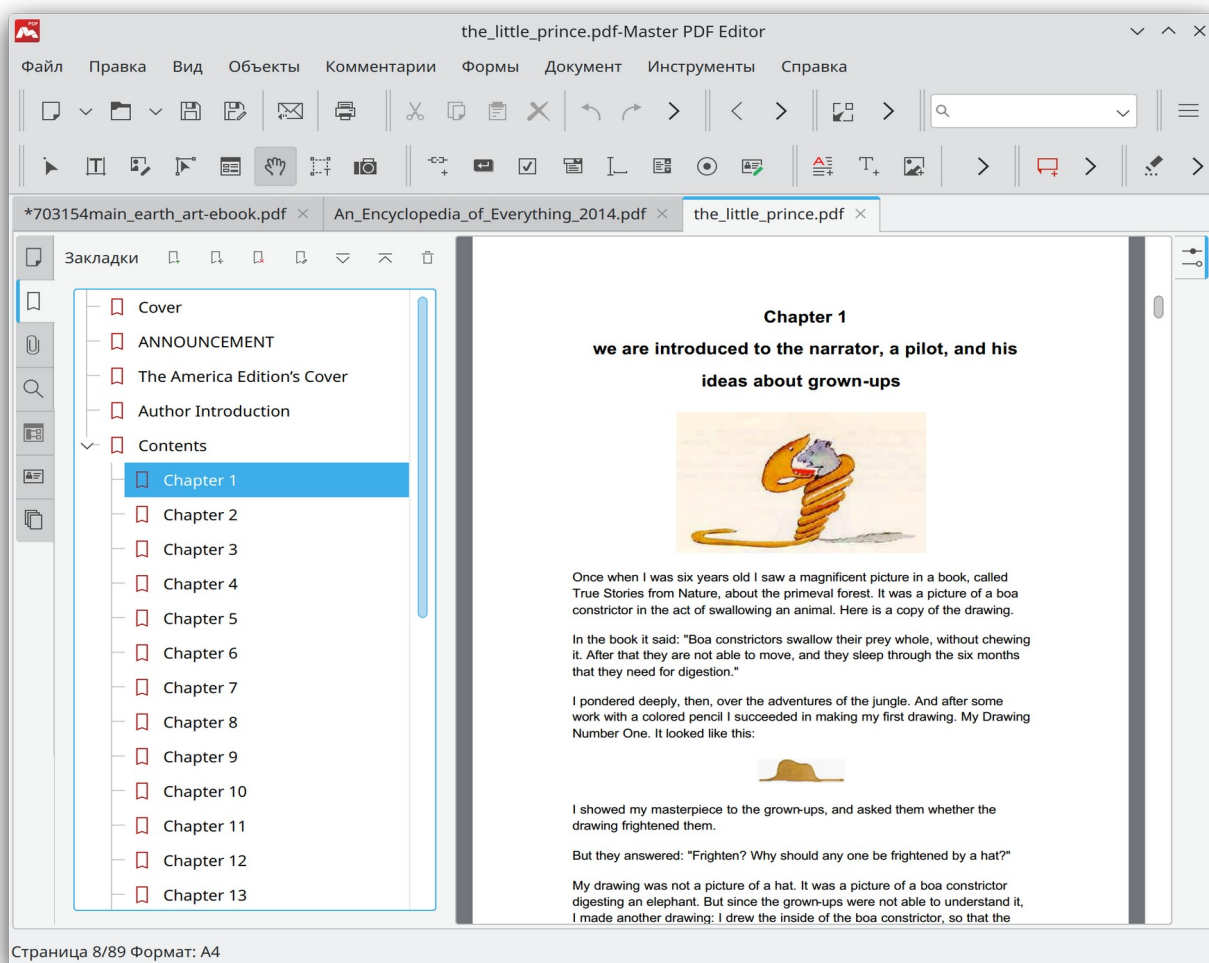 the_little_prince.pdf-Master PDF Editor
Файл Правка Вид Объекты Комментарии Формы Документ Инструменты Справка
*703154main_earth_art-ebook.pdf An_Encyclopedia_of_Everything_2014.pdf the_little_prince.pdf
Закладки
Cover
ANNOUNCEMENT
The America Edition's Cover
Author Introduction
Contents
Chapter 1
Chapter 2
Chapter 3
Chapter 4
Chapter 5
Chapter 6
Chapter 7
Chapter 8
Chapter 9
Chapter 10
Chapter 11
Chapter 12
Chapter 13
Chapter 1
we are introduced to the narrator, a pilot, and his
ideas about grown-ups
Once when I was six years old I saw a magnificent picture in a book, called
True Stories from Nature, about the primeval forest. It was a picture of a boa
constrictor in the act of swallowing an animal. Here is a copy of the drawing.
In the book it said: "Boa constrictors swallow their prey whole, without chewing
it. After that they are not able to move, and they sleep through the six months
that they need for digestion."
I pondered deeply, then, over the adventures of the jungle. And after some
work with a colored pencil I succeeded in making my first drawing. My Drawing
Number One. It looked like this:
I showed my masterpiece to the grown-ups, and asked them whether the
drawing frightened them.
But they answered: "Frighten? Why should any one be frightened by a hat?"
My drawing was not a picture of a hat. It was a picture of a boa constrictor
digesting an elephant. But since the grown-ups were not able to understand it,
I made another drawing: I drew the inside of the boa constrictor, so that the
Страница 8/89 Формат: A4